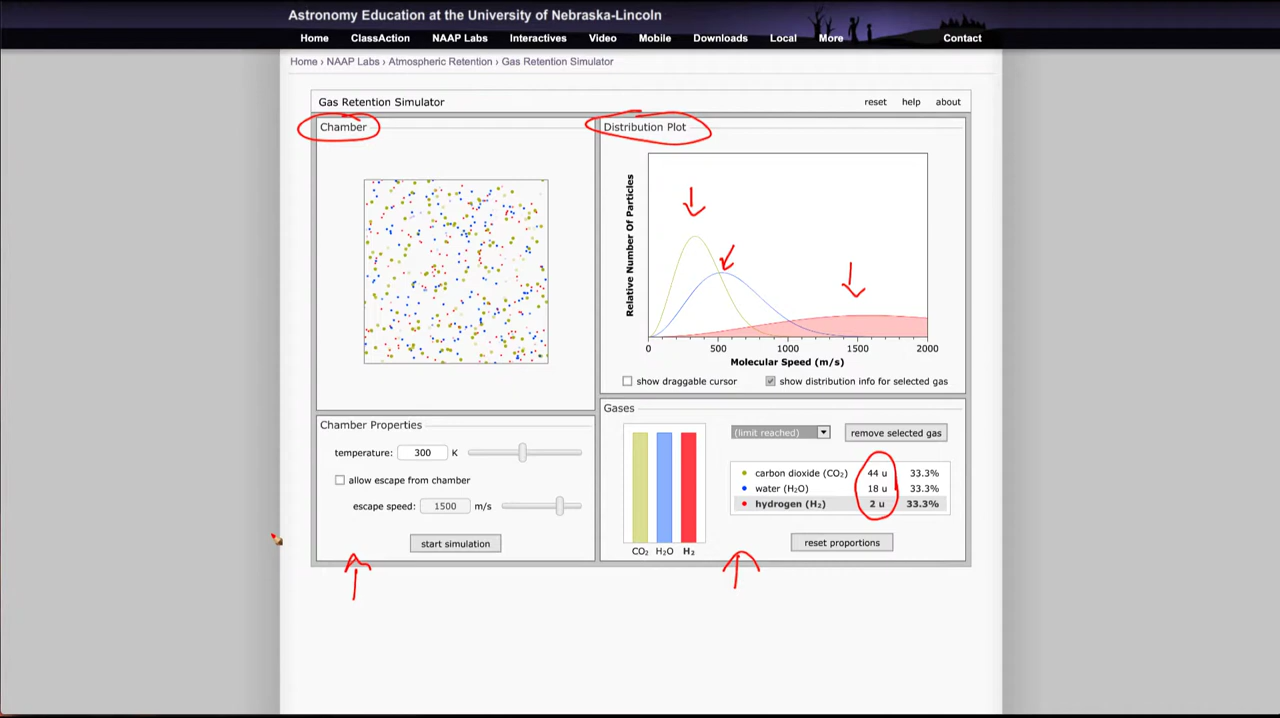 Astronomy Education at the University of Nebraska-Lincoln
Home ClassAction NAAP Labs Interactives Video Mobile Downloads Local More Contact
Home › NAAP Labs › Atmospheric Retention › Gas Retention Simulator
Gas Retention Simulator reset help about
Chamber
Distribution Plot
Relative Number Of Particles
0 500 1000 1500 2000
Molecular Speed (m/s)
show draggable cursor show distribution info for selected gas
Chamber Properties
temperature: 300 K
allow escape from chamber
escape speed: 1500 m/s
start simulation
Gases
(limit reached) remove selected gas
carbon dioxide (CO₂) 44 u 33.3%
water (H₂O) 18 u 33.3%
hydrogen (H₂) 2 u 33.3%
CO₂ H₂O H₂
reset proportions